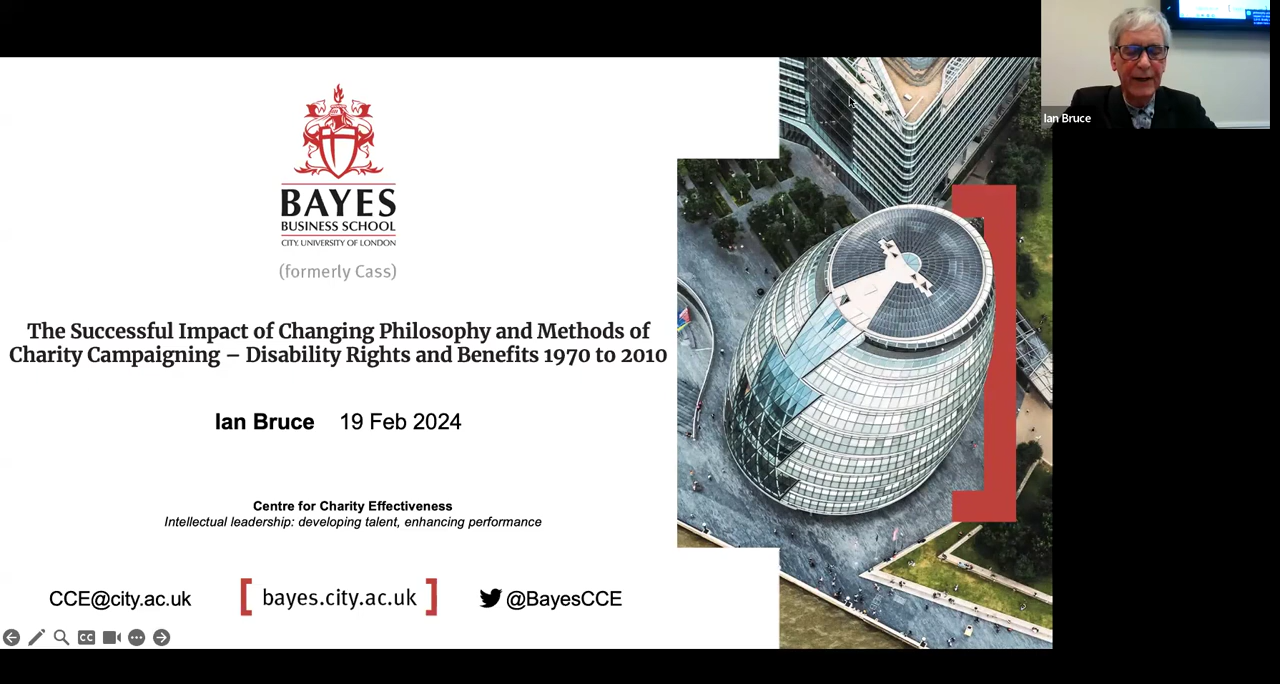 BAYES
BUSINESS SCHOOL
CITY, UNIVERSITY OF LONDON
(formerly Cass)
The Successful Impact of Changing Philosophy and Methods of
Charity Campaigning – Disability Rights and Benefits 1970 to 2010
Ian Bruce 19 Feb 2024
Centre for Charity Effectiveness
Intellectual leadership: developing talent, enhancing performance
CCE@city.ac.uk
[ bayes.city.ac.uk ]
@BayesCCE
CC
Ian Bruce